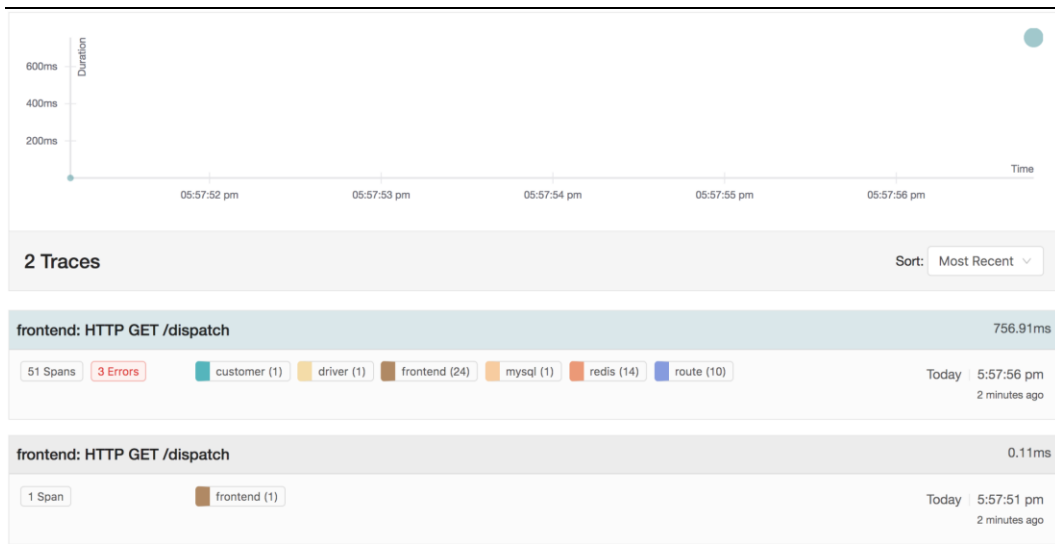 Duration
600ms
400ms
200ms
Time
05:57:52 pm 05:57:53 pm 05:57:54 pm 05:57:55 pm 05:57:56 pm
2 Traces Sort: Most Recent
frontend: HTTP GET /dispatch 756.91ms
51 Spans 3 Errors customer (1) driver (1) frontend (24) mysql (1) redis (14) route (10) Today 5:57:56 pm
2 minutes ago
frontend: HTTP GET /dispatch 0.11ms
1 Span frontend (1) Today 5:57:51 pm
2 minutes ago